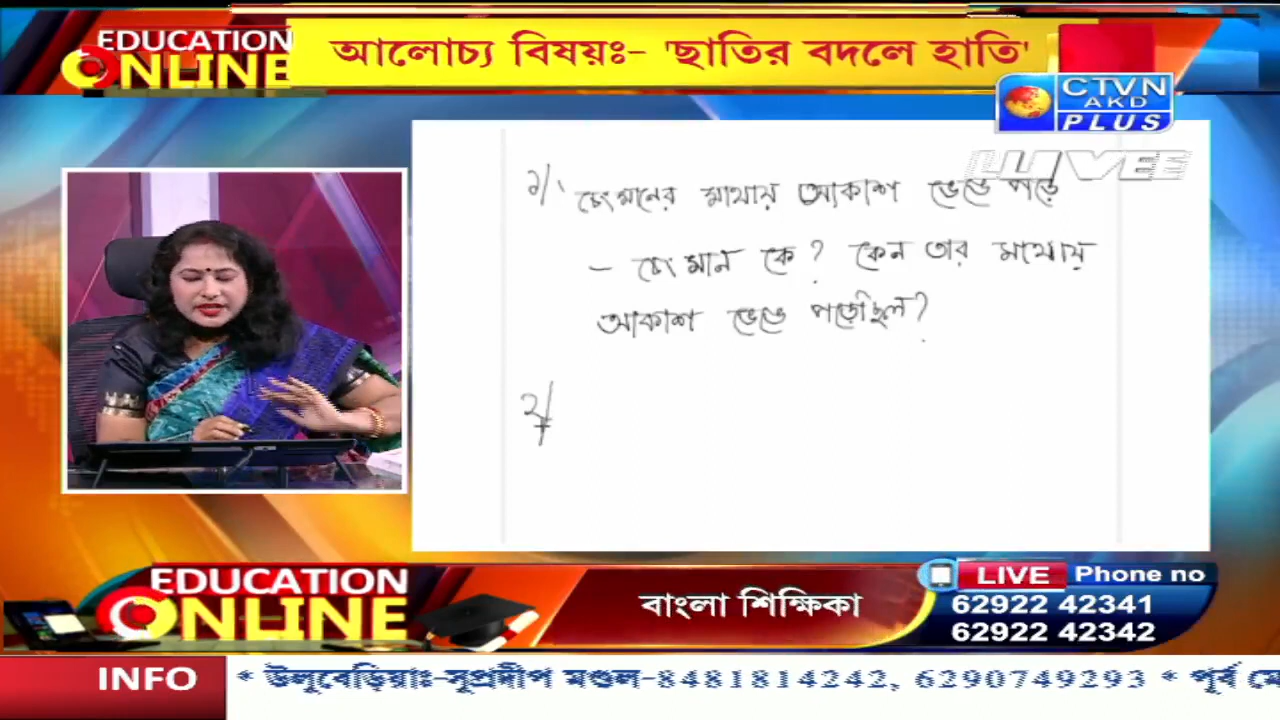 EDUCATION
ONLINE
আলোচ্য বিষয়ঃ- 'ছাতির বদলে হাতি'
CTVN
AKD
PLUS
LIVE
১/ চেংমানের মাথায় আকাশ ভেঙে পড়ে
– চেংমান কে? কেন তার মাথায়
আকাশ ভেঙে পড়েছিল?
২/
EDUCATION
ONLINE
বাংলা শিক্ষিকা
LIVE Phone no
62922 42341
62922 42342
INFO * উলুবেড়িয়াঃ-সুপ্রদীপ মণ্ডল-8481814242, 6290749293 * পূর্ব মে